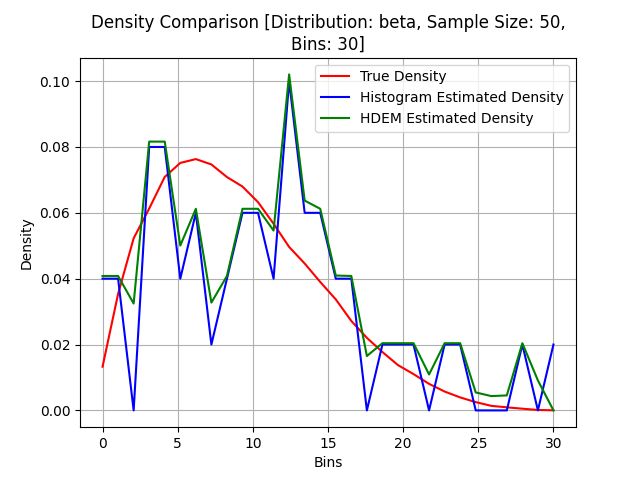 Density Comparison [Distribution: beta, Sample Size: 50,
Bins: 30]
True Density
Histogram Estimated Density
HDEM Estimated Density
Density
0.10
0.08
0.06
0.04
0.02
0.00
0 5 10 15 20 25 30
Bins